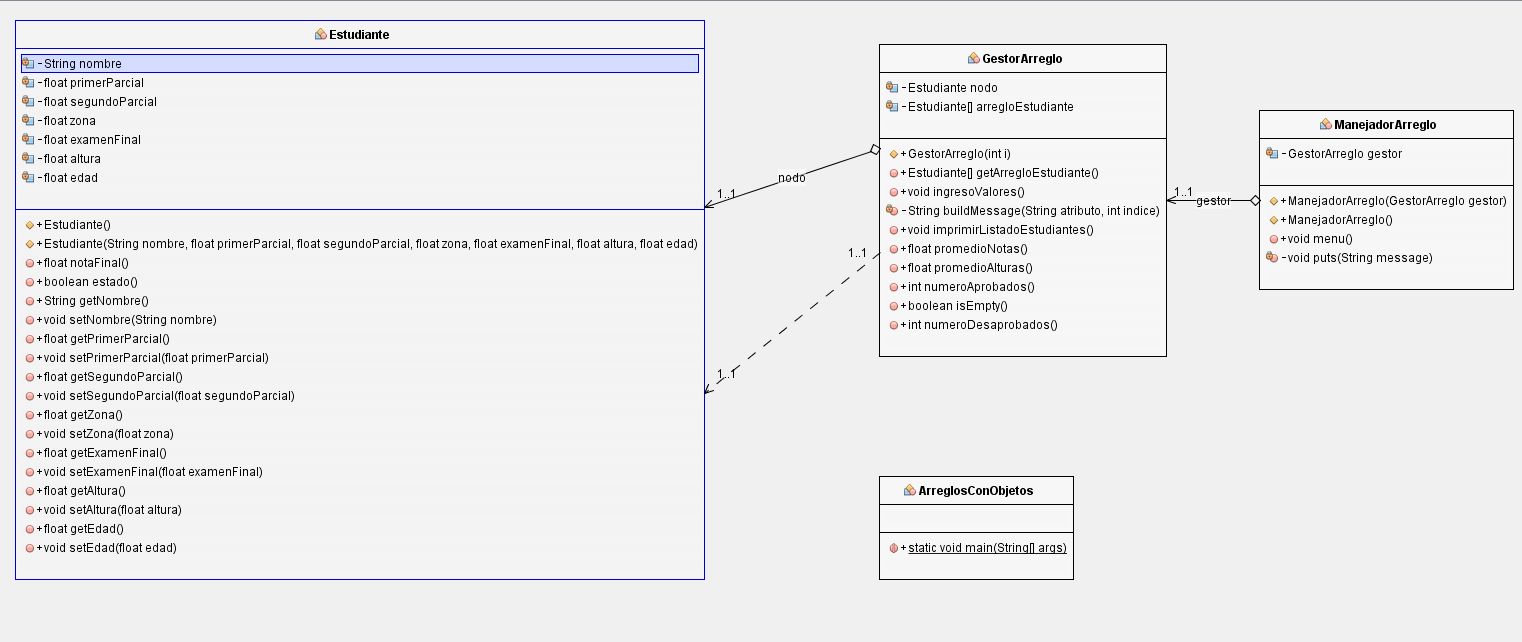 Estudiante
-String nombre
-float primerParcial
-float segundoParcial
-float zona
-float examenFinal
-float altura
-float edad
+Estudiante()
+Estudiante(String nombre, float primerParcial, float segundoParcial, float zona, float examenFinal, float altura, float edad)
+float notaFinal()
+boolean estado()
+String getNombre()
+void setNombre(String nombre)
+float getPrimerParcial()
+void setPrimerParcial(float primerParcial)
+float getSegundoParcial()
+void setSegundoParcial(float segundoParcial)
+float getZona()
+void setZona(float zona)
+float getExamenFinal()
+void setExamenFinal(float examenFinal)
+float getAltura()
+void setAltura(float altura)
+float getEdad()
+void setEdad(float edad)
nodo
1..1
1..1
1..1
GestorArreglo
-Estudiante nodo
-Estudiante[] arregloEstudiante
+GestorArreglo(int i)
+Estudiante[] getArregloEstudiante()
+void ingresoValores()
-String buildMessage(String atributo, int indice)
+void imprimirListadoEstudiantes()
+float promedioNotas()
+float promedioAlturas()
+int numeroAprobados()
+boolean isEmpty()
+int numeroDesaprobados()
1..1
gestor
ManejadorArreglo
-GestorArreglo gestor
+ManejadorArreglo(GestorArreglo gestor)
+ManejadorArreglo()
+void menu()
-void puts(String message)
ArreglosConObjetos
+static void main(String[] args)